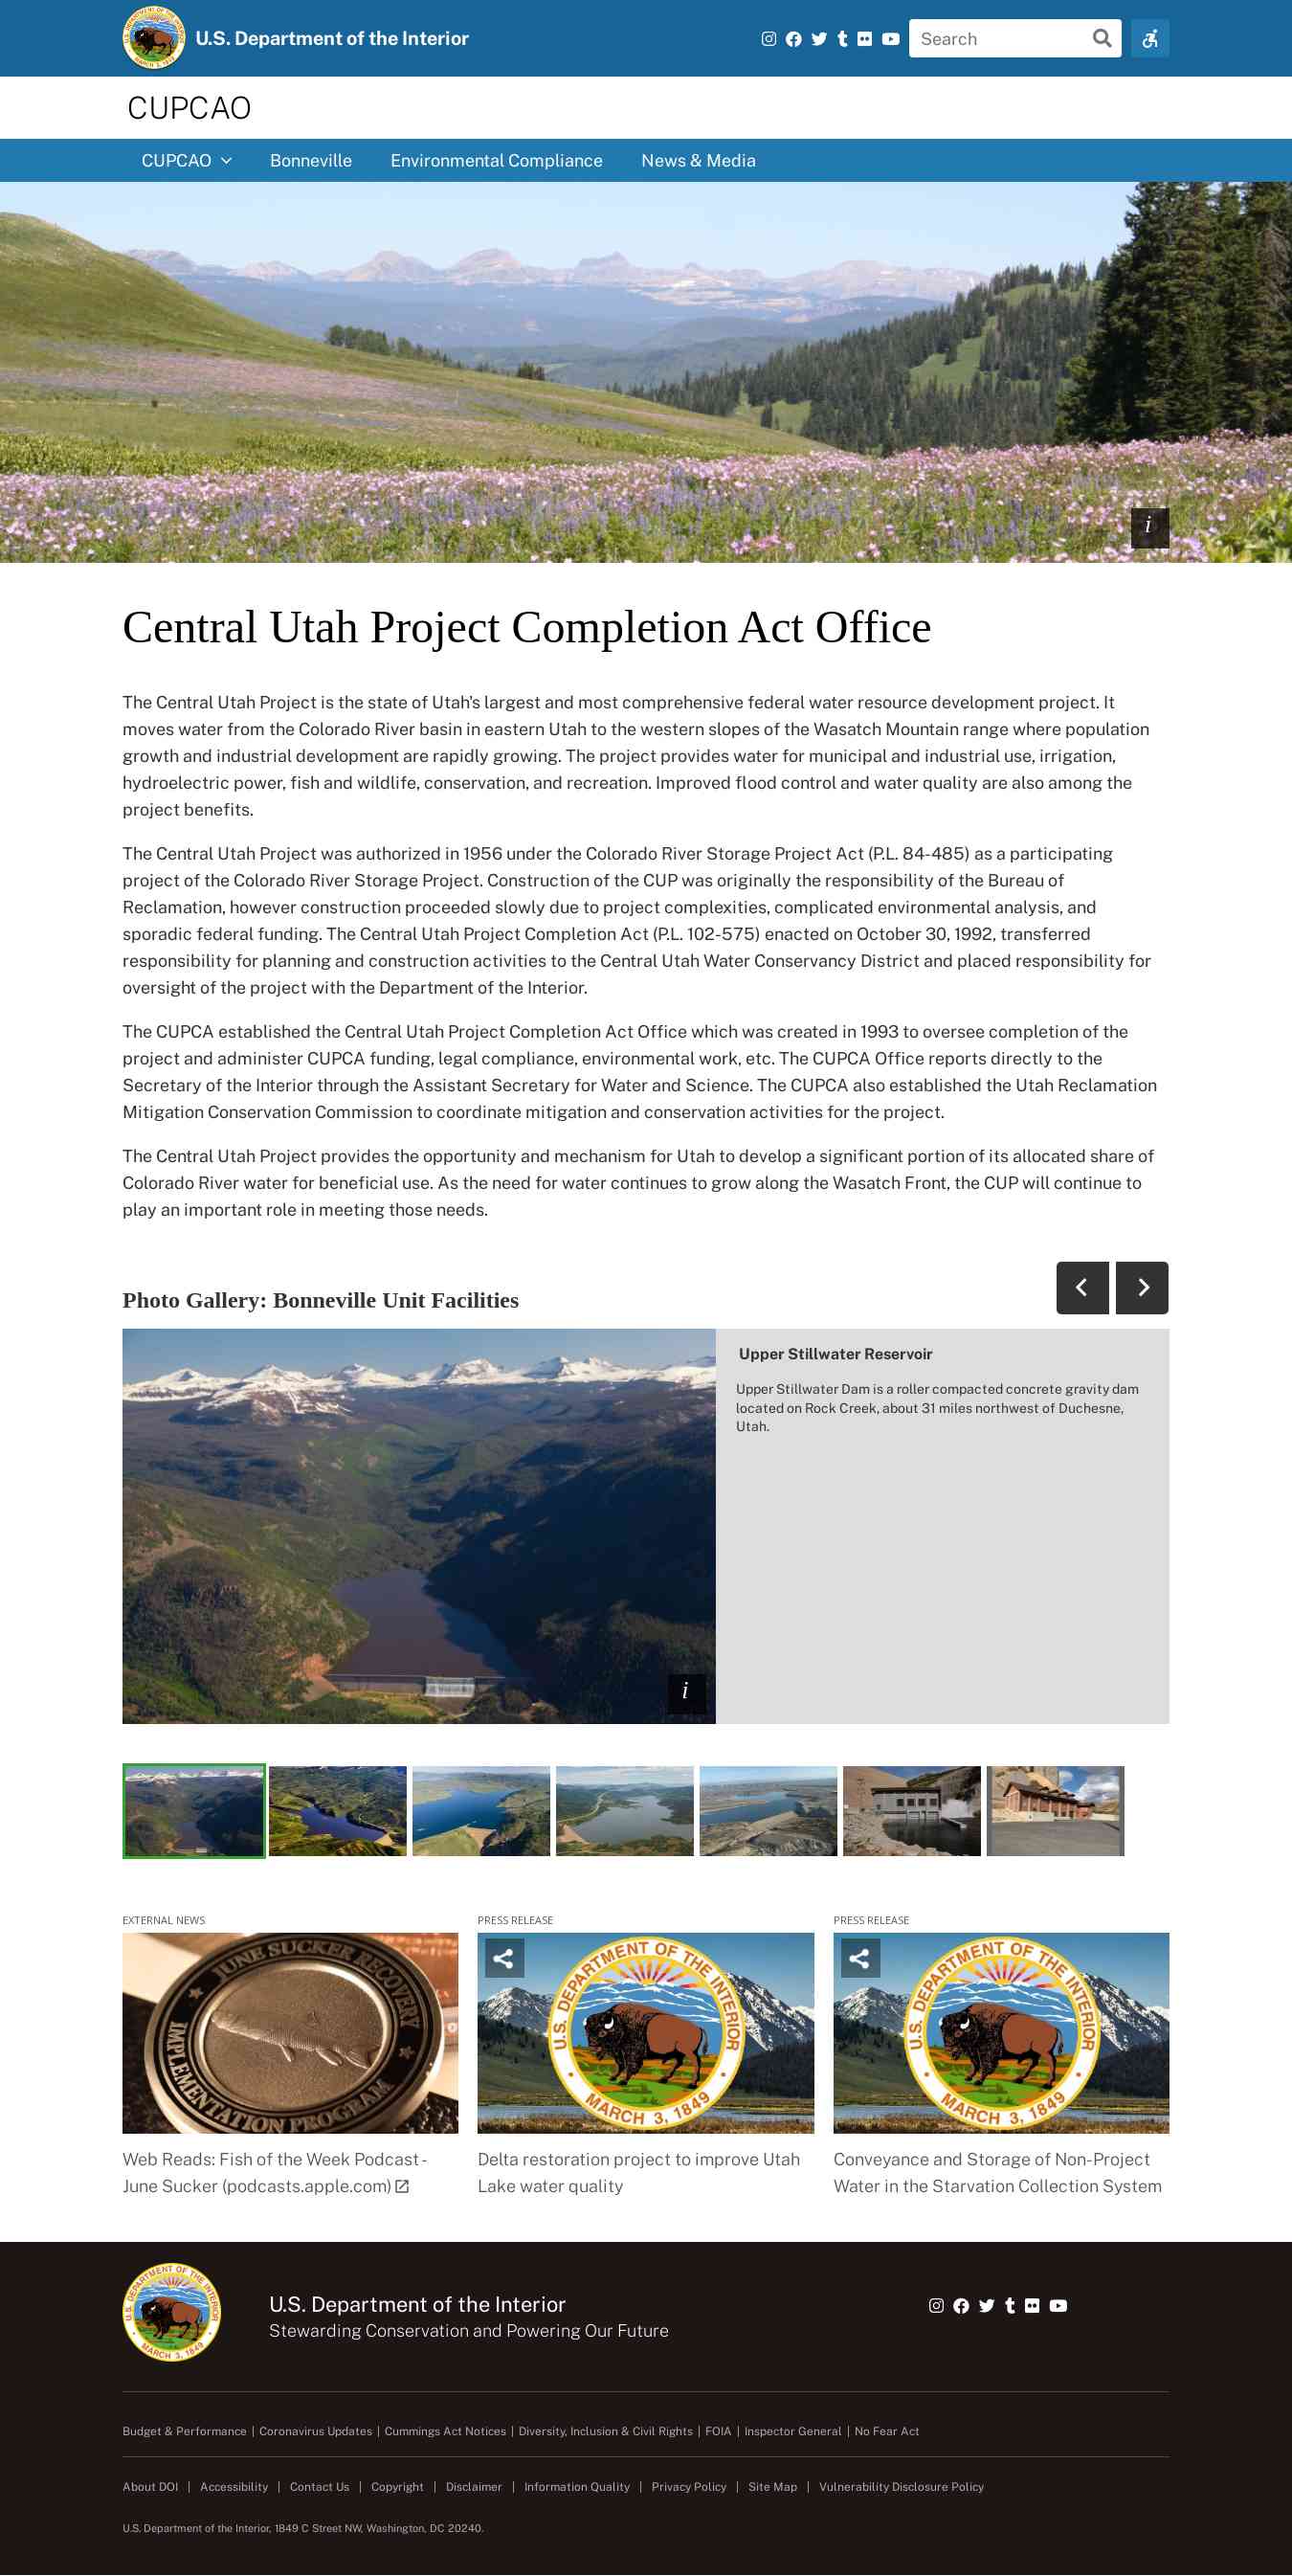 U.S. Department of the Interior
Search
CUPCAO
CUPCAO
Bonneville
Environmental Compliance
News & Media
i
Central Utah Project Completion Act Office
The Central Utah Project is the state of Utah's largest and most comprehensive federal water resource development project. It
moves water from the Colorado River basin in eastern Utah to the western slopes of the Wasatch Mountain range where population
growth and industrial development are rapidly growing. The project provides water for municipal and industrial use, irrigation,
hydroelectric power, fish and wildlife, conservation, and recreation. Improved flood control and water quality are also among the
project benefits.
The Central Utah Project was authorized in 1956 under the Colorado River Storage Project Act (P.L. 84-485) as a participating
project of the Colorado River Storage Project. Construction of the CUP was originally the responsibility of the Bureau of
Reclamation, however construction proceeded slowly due to project complexities, complicated environmental analysis, and
sporadic federal funding. The Central Utah Project Completion Act (P.L. 102-575) enacted on October 30, 1992, transferred
responsibility for planning and construction activities to the Central Utah Water Conservancy District and placed responsibility for
oversight of the project with the Department of the Interior.
The CUPCA established the Central Utah Project Completion Act Office which was created in 1993 to oversee completion of the
project and administer CUPCA funding, legal compliance, environmental work, etc. The CUPCA Office reports directly to the
Secretary of the Interior through the Assistant Secretary for Water and Science. The CUPCA also established the Utah Reclamation
Mitigation Conservation Commission to coordinate mitigation and conservation activities for the project.
The Central Utah Project provides the opportunity and mechanism for Utah to develop a significant portion of its allocated share of
Colorado River water for beneficial use. As the need for water continues to grow along the Wasatch Front, the CUP will continue to
play an important role in meeting those needs.
Photo Gallery: Bonneville Unit Facilities
Upper Stillwater Reservoir
Upper Stillwater Dam is a roller compacted concrete gravity dam
located on Rock Creek, about 31 miles northwest of Duchesne,
Utah.
i
EXTERNAL NEWS
JUNE SUCKER RECOVERY
IMPLEMENTATION PROGRAM
Web Reads: Fish of the Week Podcast -
June Sucker (podcasts.apple.com)
PRESS RELEASE
U.S. DEPARTMENT OF THE INTERIOR
MARCH 3, 1849
Delta restoration project to improve Utah
Lake water quality
PRESS RELEASE
U.S. DEPARTMENT OF THE INTERIOR
MARCH 3, 1849
Conveyance and Storage of Non-Project
Water in the Starvation Collection System
U.S. DEPARTMENT OF THE INTERIOR
MARCH 3, 1849
U.S. Department of the Interior
Stewarding Conservation and Powering Our Future
Budget & Performance | Coronavirus Updates | Cummings Act Notices | Diversity, Inclusion & Civil Rights | FOIA | Inspector General | No Fear Act
About DOI | Accessibility | Contact Us | Copyright | Disclaimer | Information Quality | Privacy Policy | Site Map | Vulnerability Disclosure Policy
U.S. Department of the Interior, 1849 C Street NW, Washington, DC 20240.